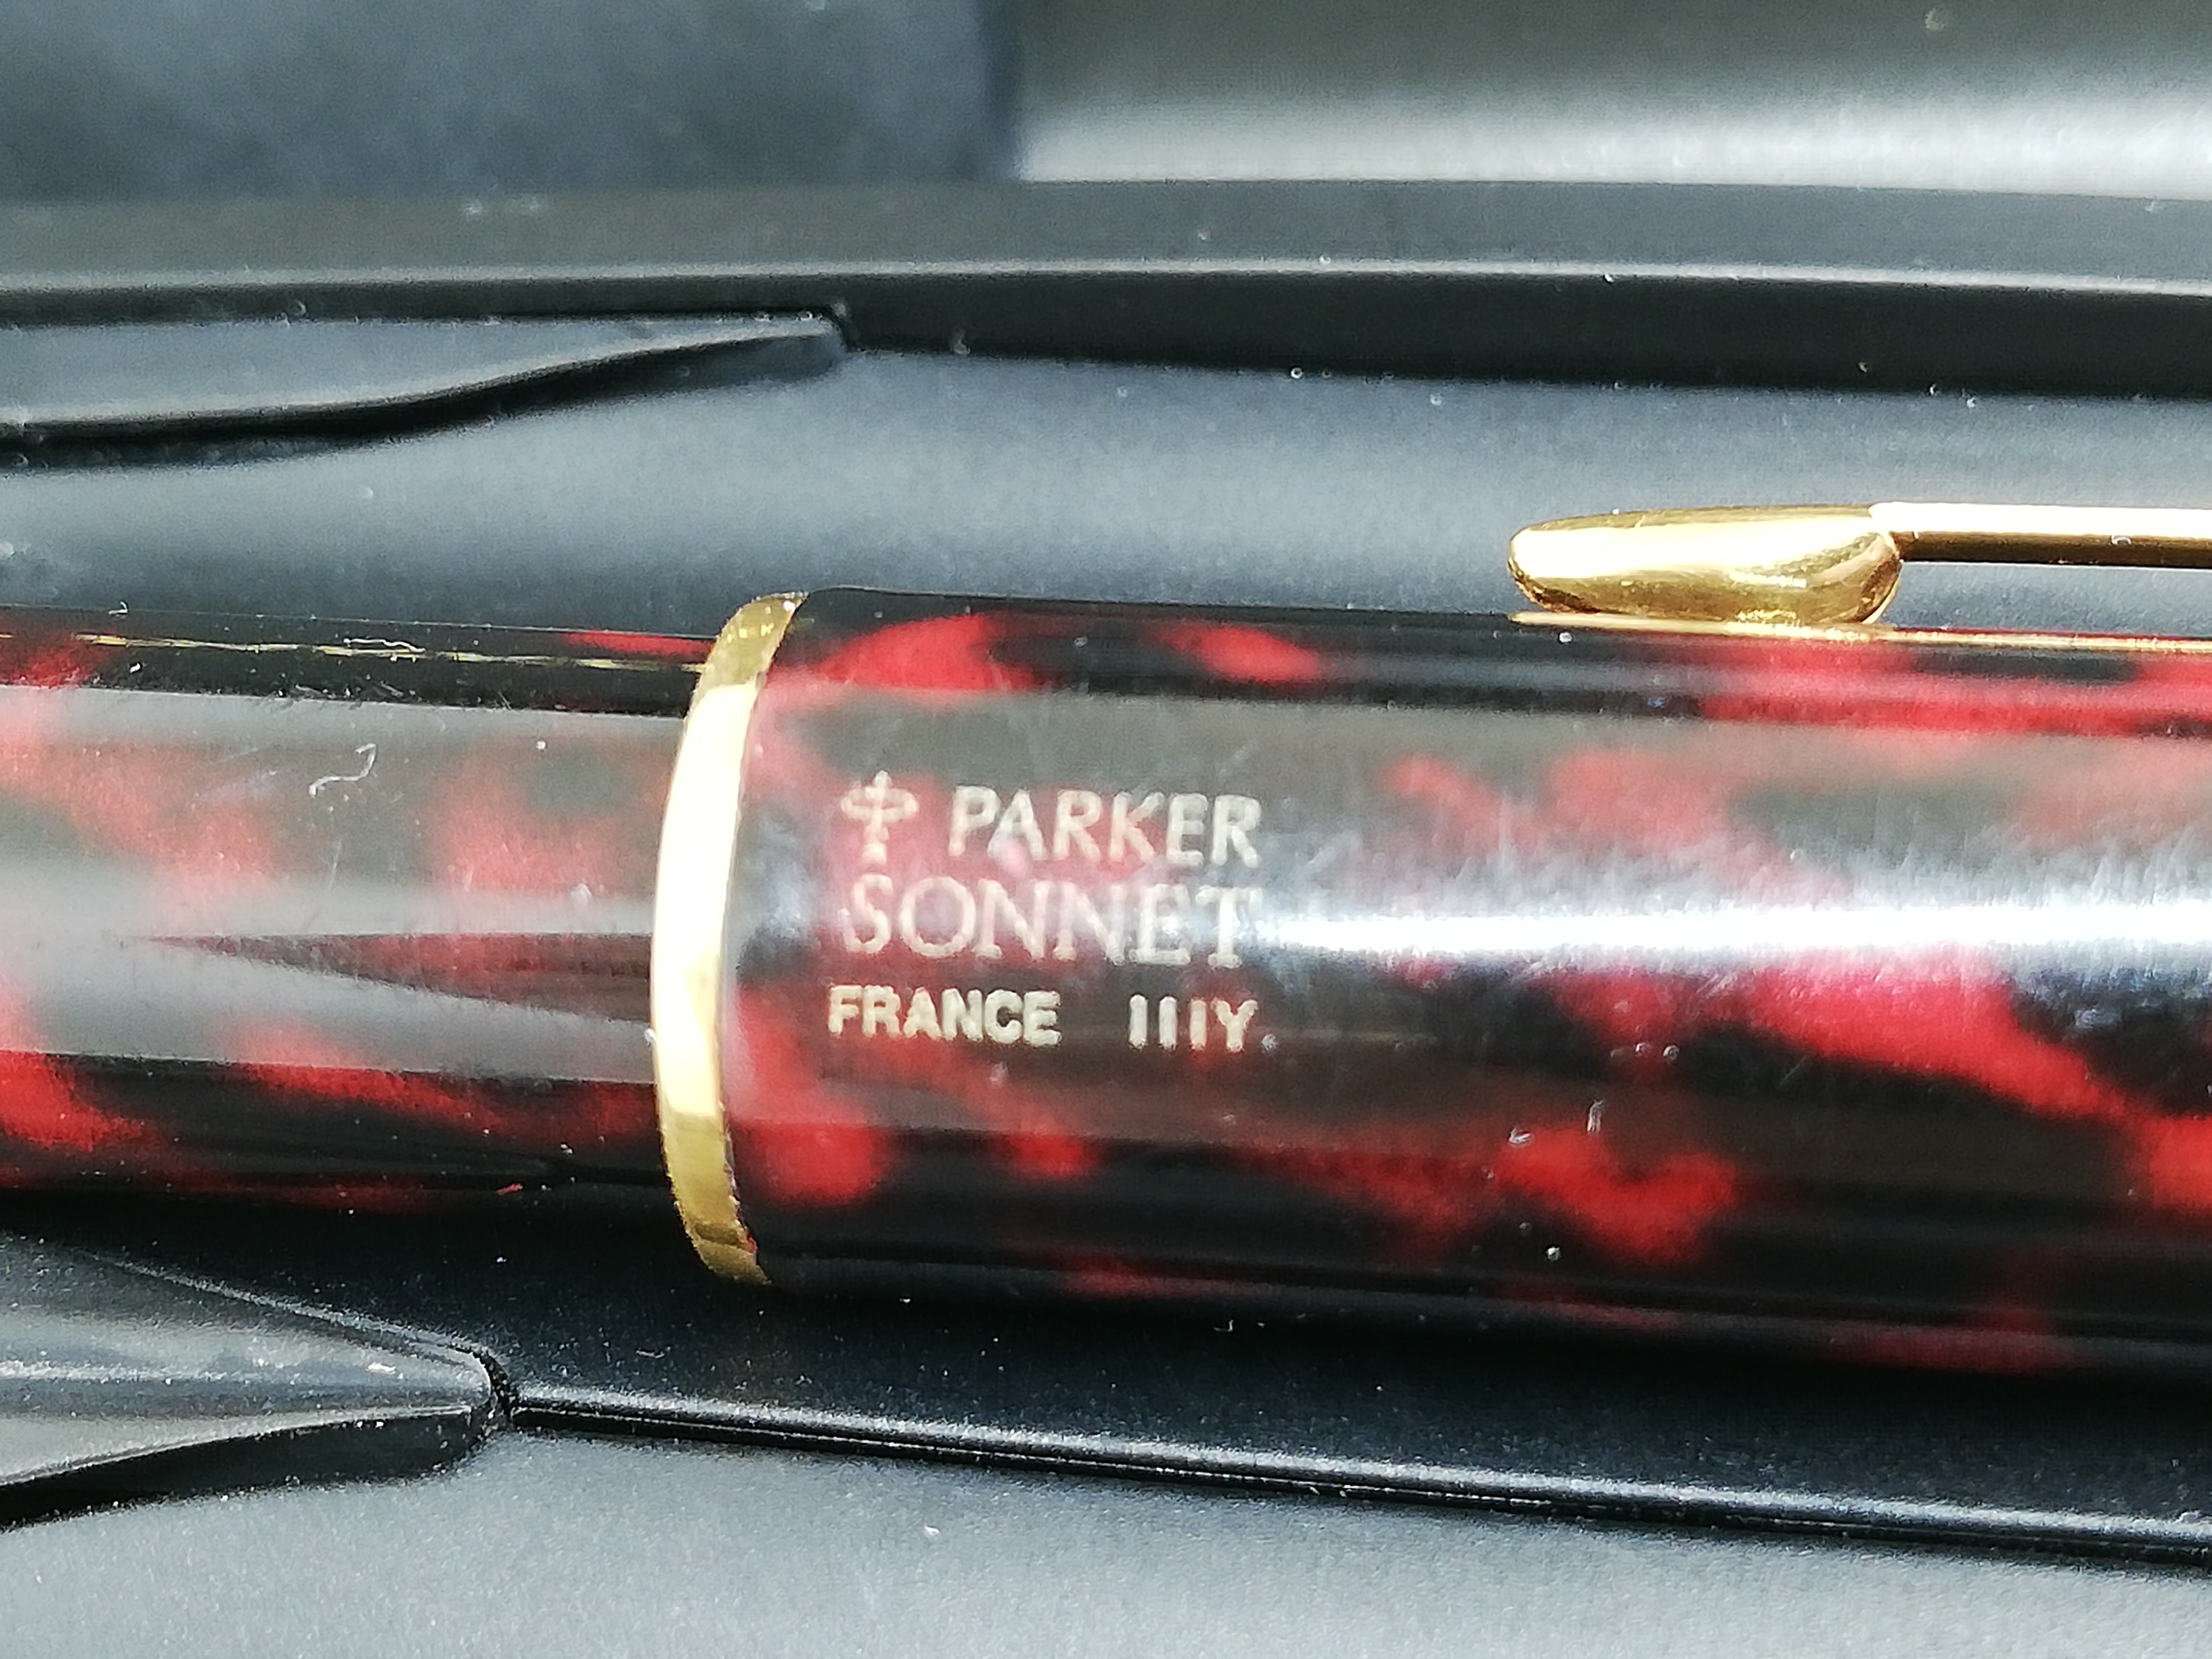 PARKER
SONNET
FRANCE IIIY.